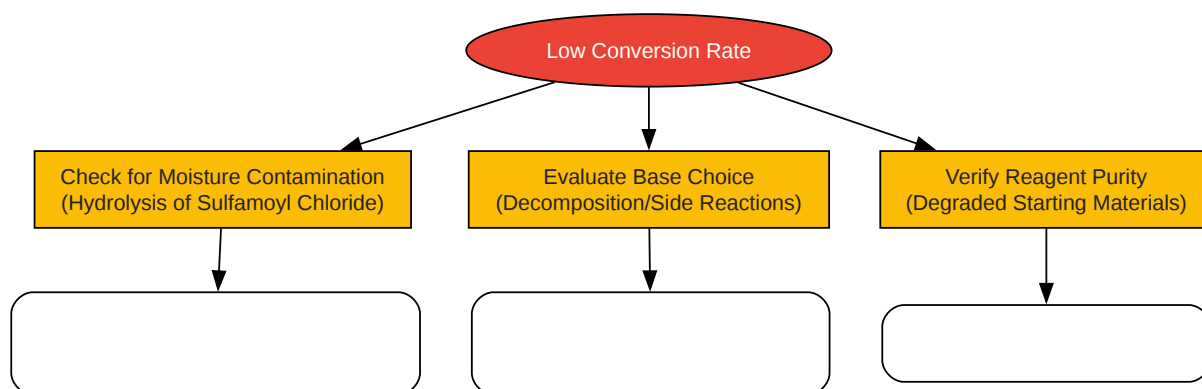 Low Conversion Rate
Check for Moisture Contamination
(Hydrolysis of Sulfamoyl Chloride)
Evaluate Base Choice
(Decomposition/Side Reactions)
Verify Reagent Purity
(Degraded Starting Materials)